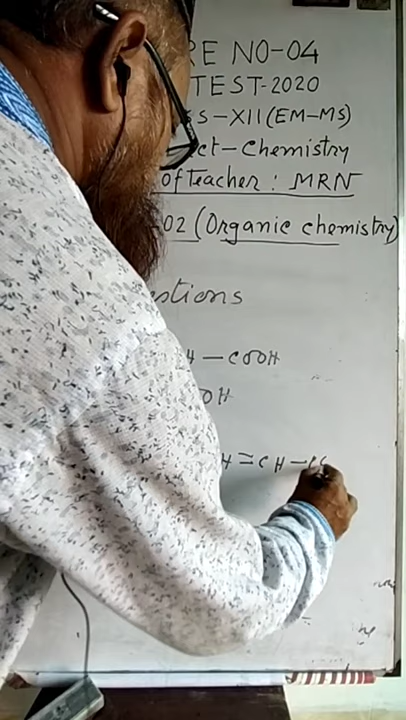 RE NO-04
TEST-2020
SS-XII (EM-MS)
ct-Chemistry
of Teacher : MRN
02 (Organic chemistry)
stions
H-COOH
OH
H=CH-